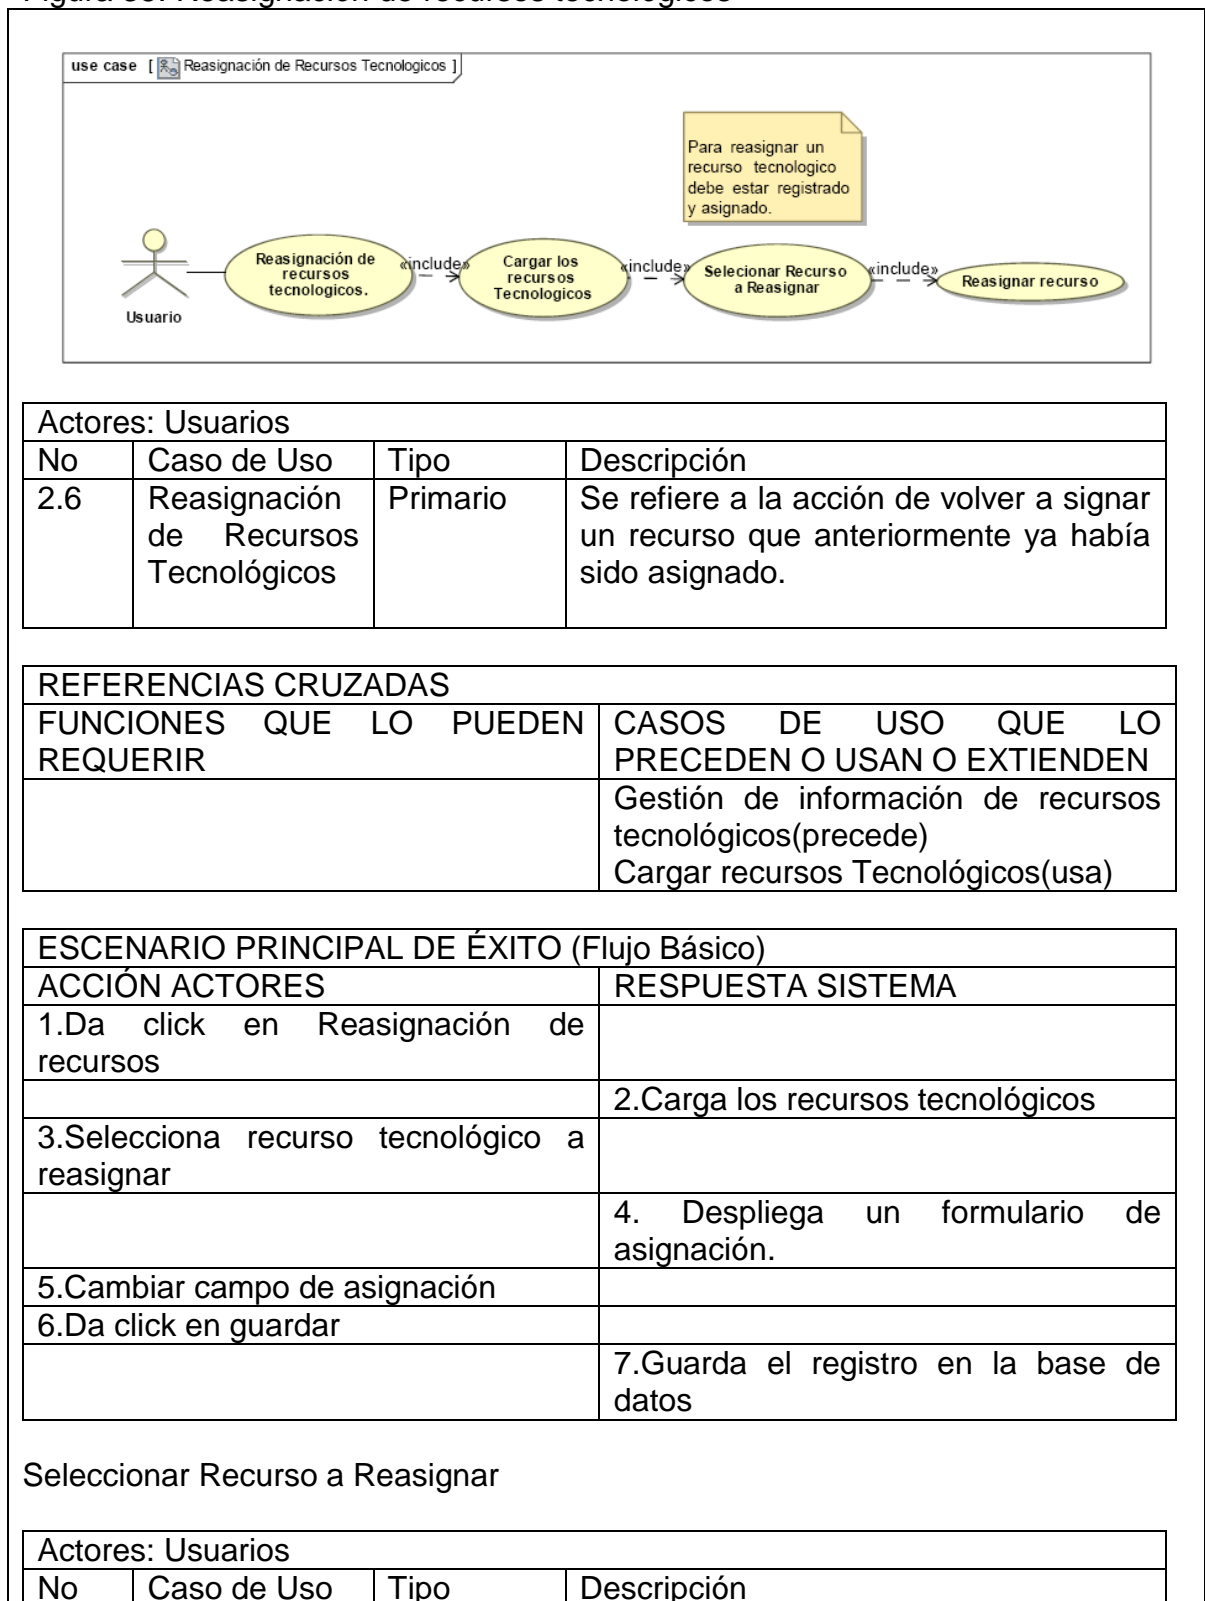 use case [ Reasignación de Recursos Tecnologicos ]
Para reasignar un
recurso tecnologico
debe estar registrado
y asignado.
Reasignación de
recursos
tecnologicos.
«include»
Cargar los
recursos
Tecnologicos
«include»
Selecionar Recurso
a Reasignar
«include»
Reasignar recurso
Usuario
Actores: Usuarios
No Caso de Uso Tipo Descripción
2.6 Reasignación Primario Se refiere a la acción de volver a signar
de Recursos un recurso que anteriormente ya había
Tecnológicos sido asignado.
REFERENCIAS CRUZADAS
FUNCIONES QUE LO PUEDEN CASOS DE USO QUE LO
REQUERIR PRECEDEN O USAN O EXTIENDEN
Gestión de información de recursos
tecnológicos(precede)
Cargar recursos Tecnológicos(usa)
ESCENARIO PRINCIPAL DE ÉXITO (Flujo Básico)
ACCIÓN ACTORES RESPUESTA SISTEMA
1.Da click en Reasignación de
recursos
2.Carga los recursos tecnológicos
3.Selecciona recurso tecnológico a
reasignar
4. Despliega un formulario de
asignación.
5.Cambiar campo de asignación
6.Da click en guardar
7.Guarda el registro en la base de
datos
Seleccionar Recurso a Reasignar
Actores: Usuarios
No Caso de Uso Tipo Descripción